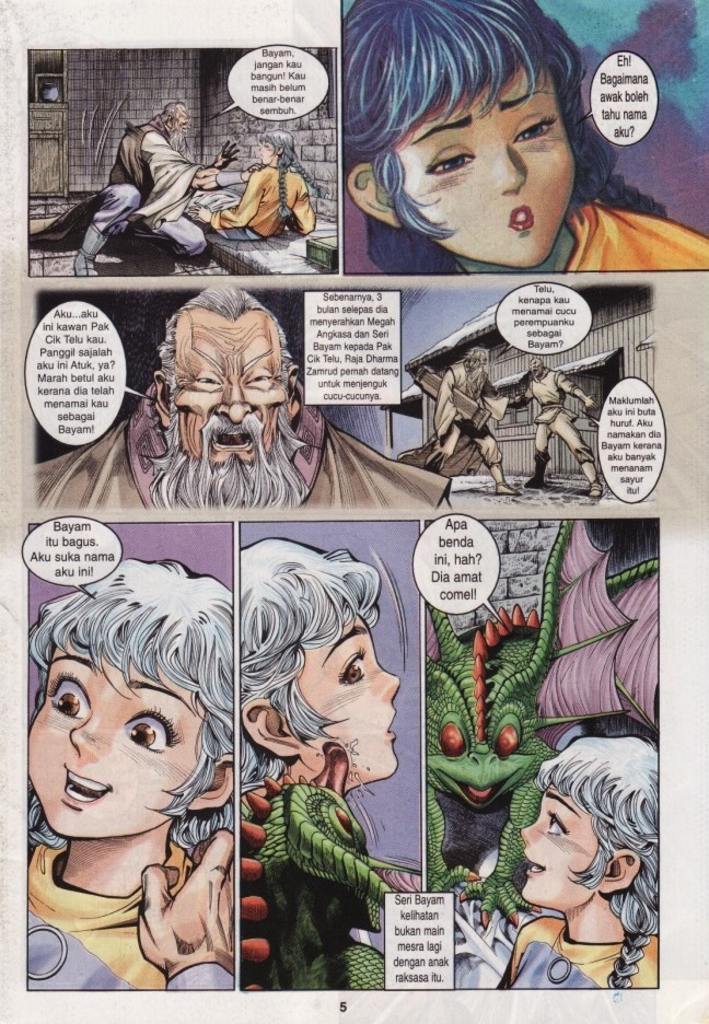 Bayam,
jangan kau
bangun! Kau
masih belum
benar-benar
sembuh.
Eh!
Bagaimana
awak boleh
tahu nama
aku?
Aku...aku
ini kawan Pak
Cik Telu kau.
Panggil sajalah
aku ini Atuk, ya?
Marah betul aku
kerana dia telah
menamai kau
sebagai
Bayam!
Sebenarnya, 3
bulan selepas dia
menyerahkan Megah
Angkasa dan Seri
Bayam kepada Pak
Cik Telu, Raja Dharma
Zamrud pernah datang
untuk menjenguk
cucu-cucunya.
Telu,
kenapa kau
menamai cucu
perempuanku
sebagai
Bayam?
Maklumlah
aku ini buta
huruf. Aku
namakan dia
Bayam kerana
aku banyak
menanam
sayur
itu!
Bayam
itu bagus.
Aku suka nama
aku ini!
Apa
benda
ini, hah?
Dia amat
comel!
Seri Bayam
kelihatan
bukan main
mesra lagi
dengan anak
raksasa itu.
5